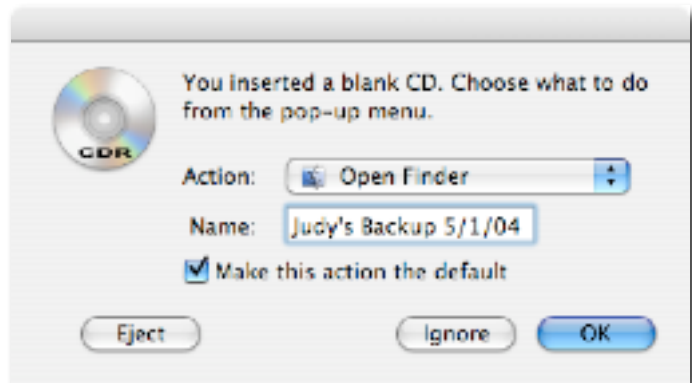 You inserted a blank CD. Choose what to do
from the pop-up menu.
CDR
Action: Open Finder
Name: Judy's Backup 5/1/04
Make this action the default
Eject Ignore OK